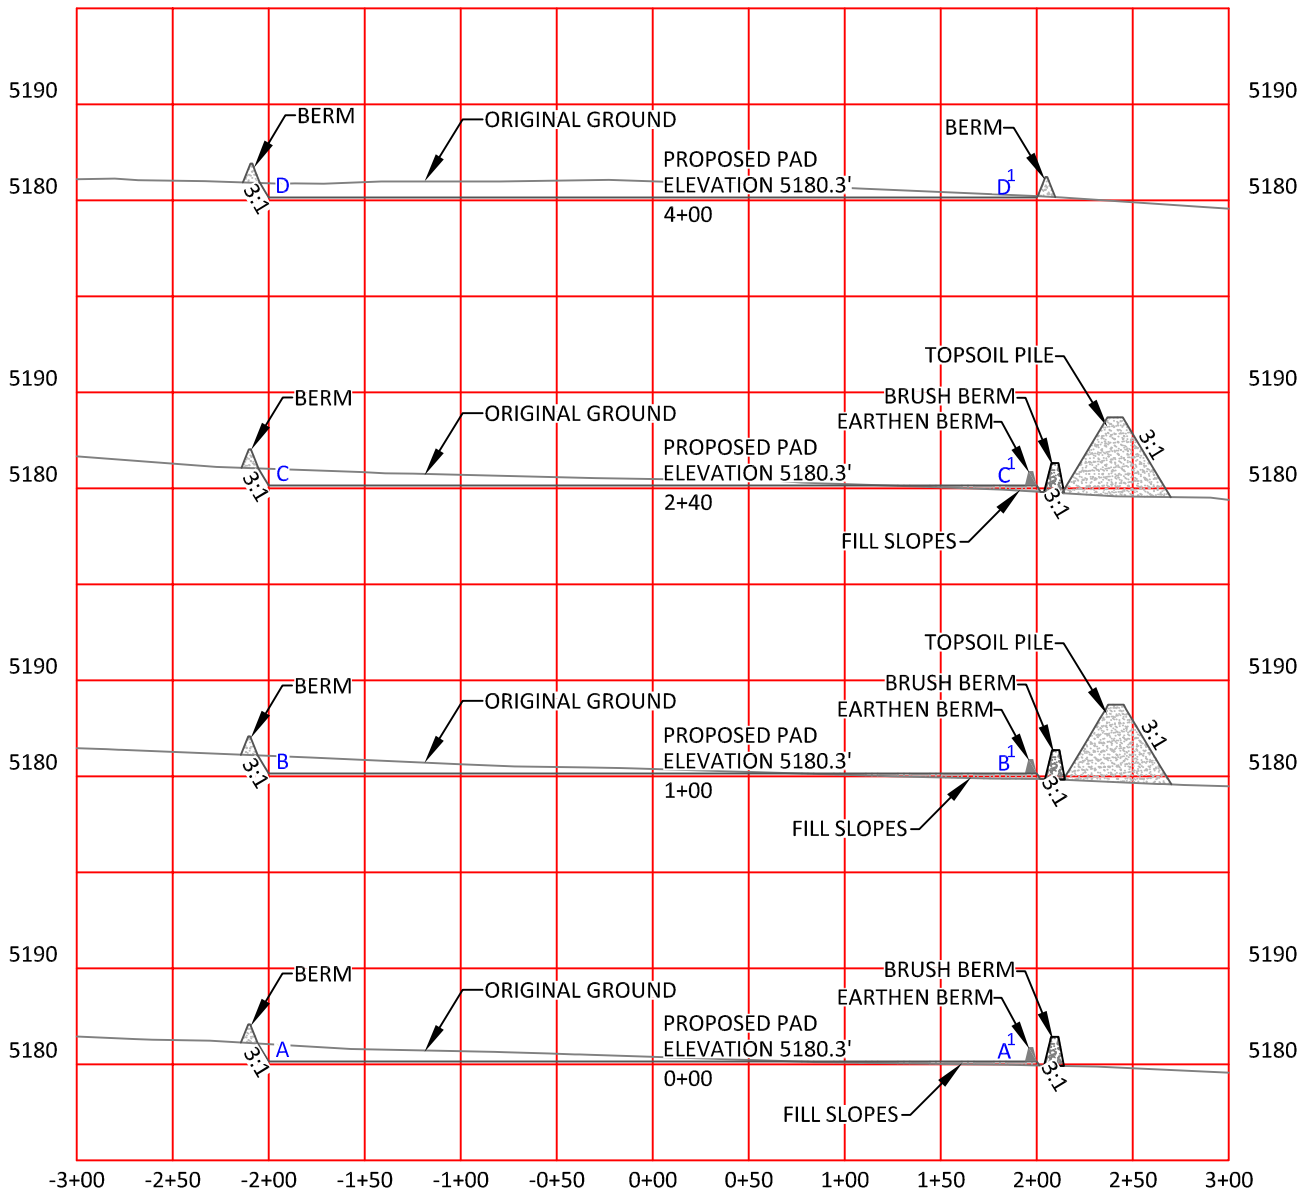 5190
5190
BERM
ORIGINAL GROUND
BERM
PROPOSED PAD
ELEVATION 5180.3'
5180
5180
D
D1
3:1
4+00
TOPSOIL PILE
5190
5190
BERM
BRUSH BERM
ORIGINAL GROUND
EARTHEN BERM
PROPOSED PAD
ELEVATION 5180.3'
3:1
5180
5180
C
C1
3:1
3:1
2+40
FILL SLOPES
TOPSOIL PILE
5190
5190
BERM
BRUSH BERM
ORIGINAL GROUND
EARTHEN BERM
PROPOSED PAD
ELEVATION 5180.3'
3:1
5180
5180
B
B1
3:1
3:1
1+00
FILL SLOPES
5190
5190
BERM
BRUSH BERM
ORIGINAL GROUND
EARTHEN BERM
PROPOSED PAD
ELEVATION 5180.3'
5180
5180
A
A1
3:1
3:1
0+00
FILL SLOPES
-3+00 -2+50 -2+00 -1+50 -1+00 -0+50 0+00 0+50 1+00 1+50 2+00 2+50 3+00